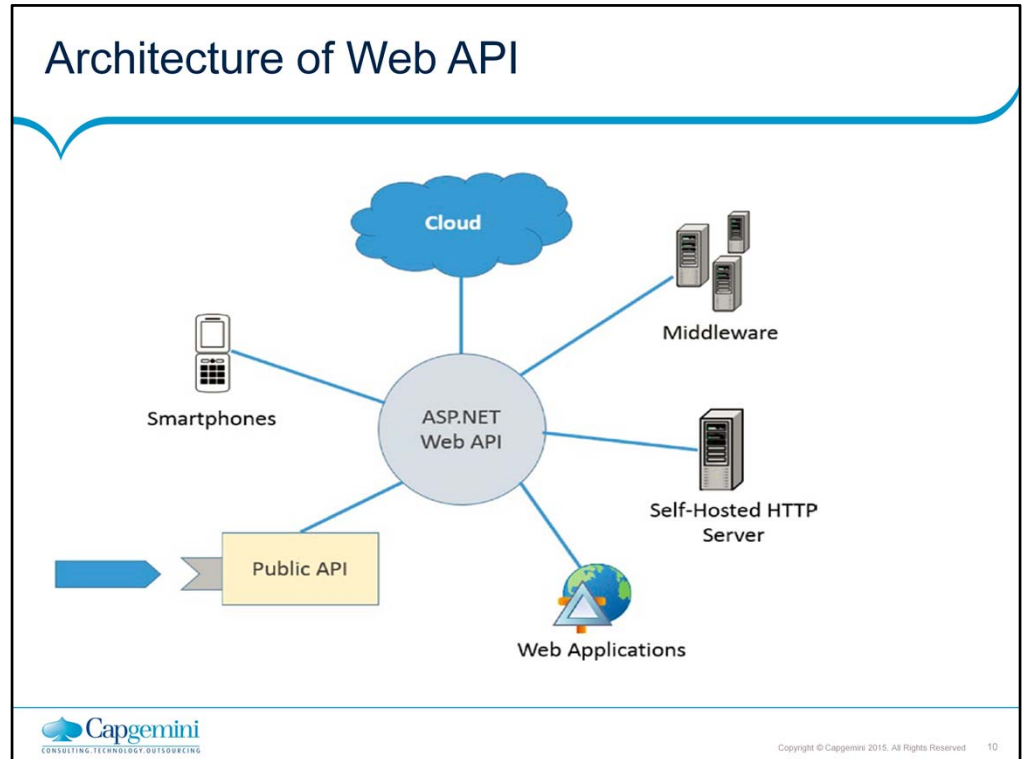 Architecture of Web API
Cloud
Middleware
Smartphones
ASP.NET
Web API
Self-Hosted HTTP
Server
Public API
Web Applications
Capgemini
CONSULTING.TECHNOLOGY.OUTSOURCING
Copyright © Capgemini 2015. All Rights Reserved 10